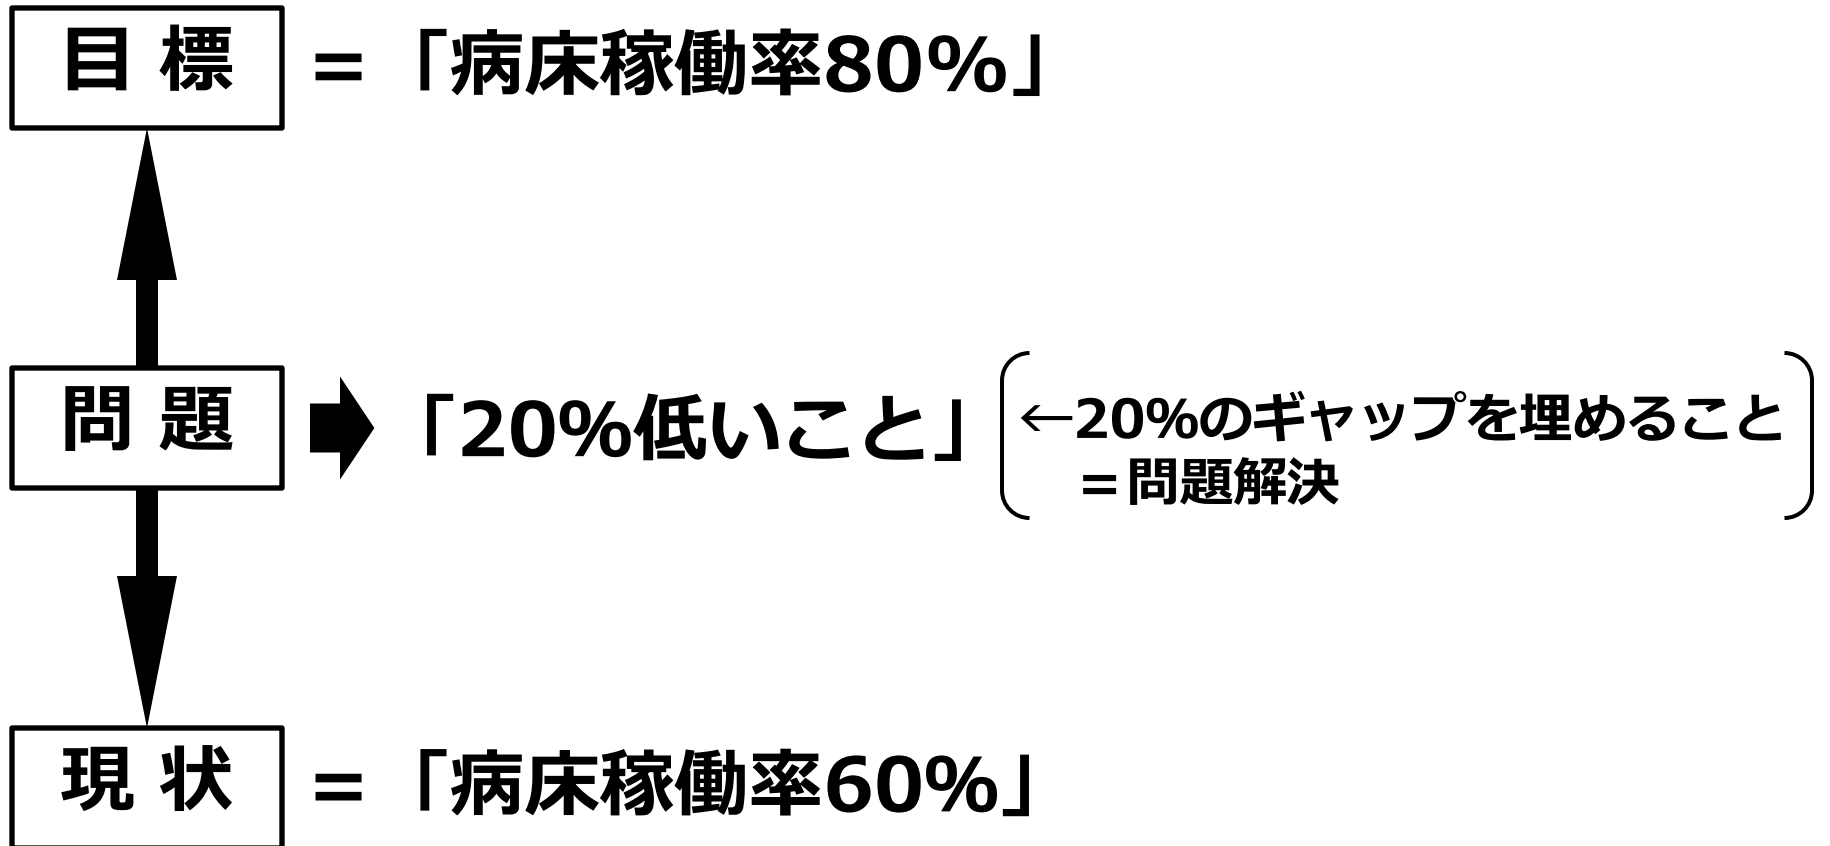 目 標 =「病床稼働率80%」
問 題 「20%低いこと」 ←20%のギャップを埋めること
=問題解決
現 状 =「病床稼働率60%」